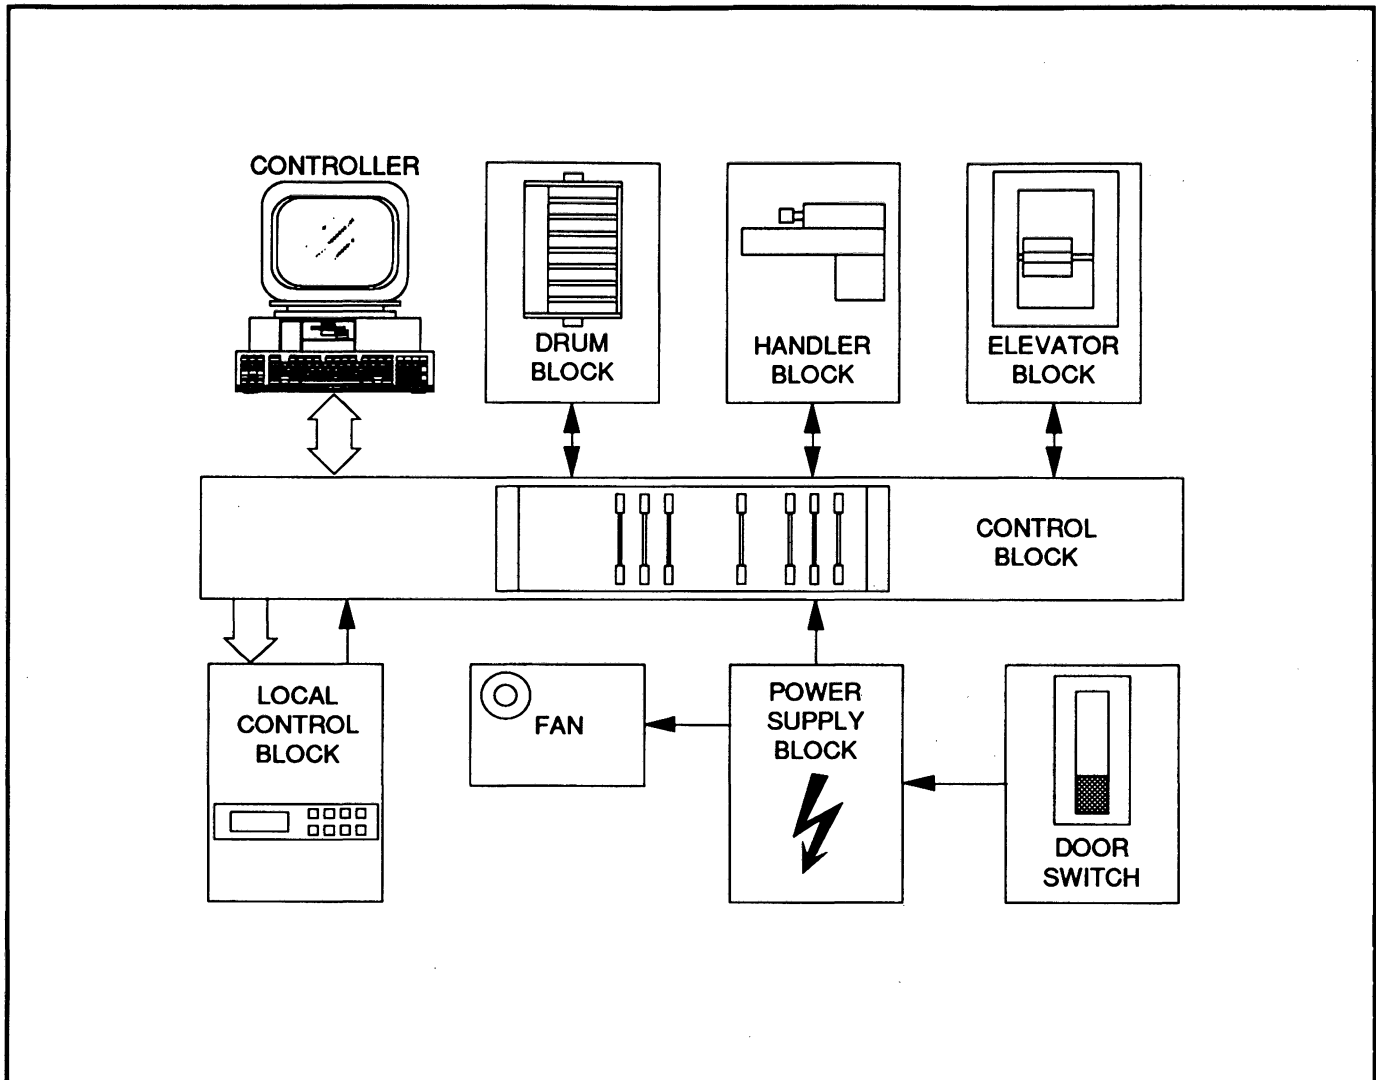 CONTROLLER
DRUM
BLOCK
HANDLER
BLOCK
ELEVATOR
BLOCK
CONTROL
BLOCK
LOCAL
CONTROL
BLOCK
FAN
POWER
SUPPLY
BLOCK
DOOR
SWITCH